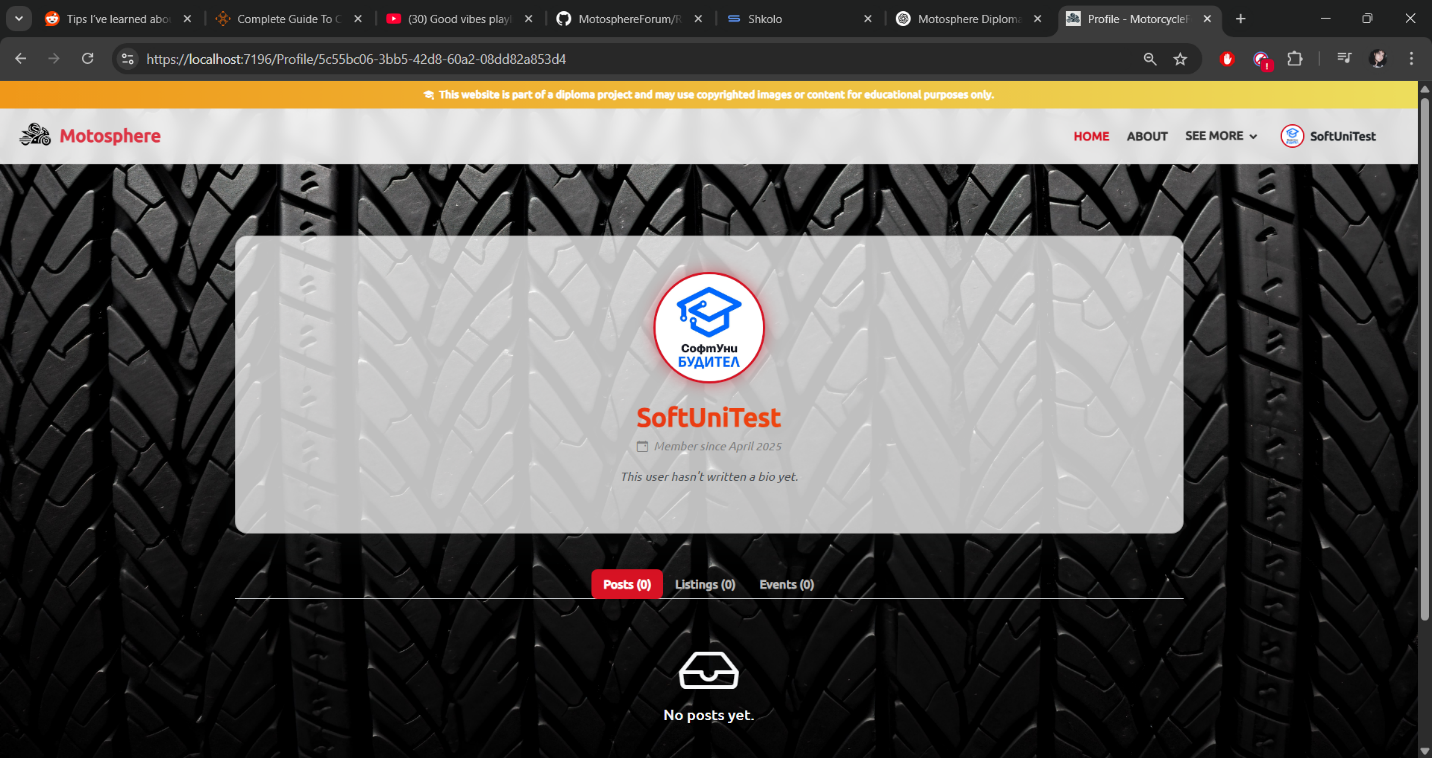 Tips I've learned abou
Complete Guide To C
(30) Good vibes playl
MotosphereForum/R
Shkolo
Motosphere Diploma
Profile - MotorcycleF
https://localhost:7196/Profile/5c55bc06-3bb5-42d8-60a2-08dd82a853d4
This website is part of a diploma project and may use copyrighted images or content for educational purposes only.
Motosphere
HOME
ABOUT
SEE MORE
SoftUniTest
СофтУни
БУДИТЕЛ
SoftUniTest
Member since April 2025
This user hasn't written a bio yet.
Posts (0)
Listings (0)
Events (0)
No posts yet.